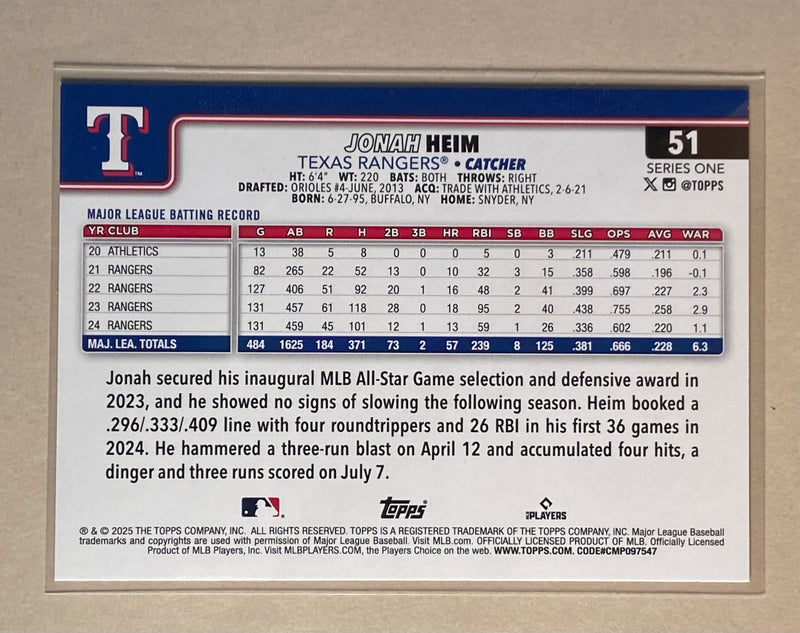 T
TM
JONAH HEIM
51
TEXAS RANGERS® • CATCHER
SERIES ONE
HT: 6'4" WT: 220 BATS: BOTH THROWS: RIGHT
@TOPPS
DRAFTED: ORIOLES #4-JUNE, 2013 ACQ: TRADE WITH ATHLETICS, 2-6-21
BORN: 6-27-95, BUFFALO, NY HOME: SNYDER, NY
MAJOR LEAGUE BATTING RECORD
YR CLUB G AB R H 2B 3B HR RBI SB BB SLG OPS AVG WAR
20 ATHLETICS 13 38 5 8 0 0 0 5 0 3 .211 .479 .211 0.1
21 RANGERS 82 265 22 52 13 0 10 32 3 15 .358 .598 .196 -0.1
22 RANGERS 127 406 51 92 20 1 16 48 2 41 .399 .697 .227 2.3
23 RANGERS 131 457 61 118 28 0 18 95 2 40 .438 .755 .258 2.9
24 RANGERS 131 459 45 101 12 1 13 59 1 26 .336 .602 .220 1.1
MAJ. LEA. TOTALS 484 1625 184 371 73 2 57 239 8 125 .381 .666 .228 6.3
Jonah secured his inaugural MLB All-Star Game selection and defensive award in
2023, and he showed no signs of slowing the following season. Heim booked a
.296/.333/.409 line with four roundtrippers and 26 RBI in his first 36 games in
2024. He hammered a three-run blast on April 12 and accumulated four hits, a
dinger and three runs scored on July 7.
Topps
MLB PLAYERS
® & © 2025 THE TOPPS COMPANY, INC. ALL RIGHTS RESERVED. TOPPS IS A REGISTERED TRADEMARK OF THE TOPPS COMPANY, INC. Major League Baseball
trademarks and copyrights are used with permission of Major League Baseball. Visit MLB.com. OFFICIALLY LICENSED PRODUCT OF MLB. Officially Licensed
Product of MLB Players, Inc. Visit MLBPLAYERS.COM, the Players Choice on the web. WWW.TOPPS.COM. CODE#CMP097547